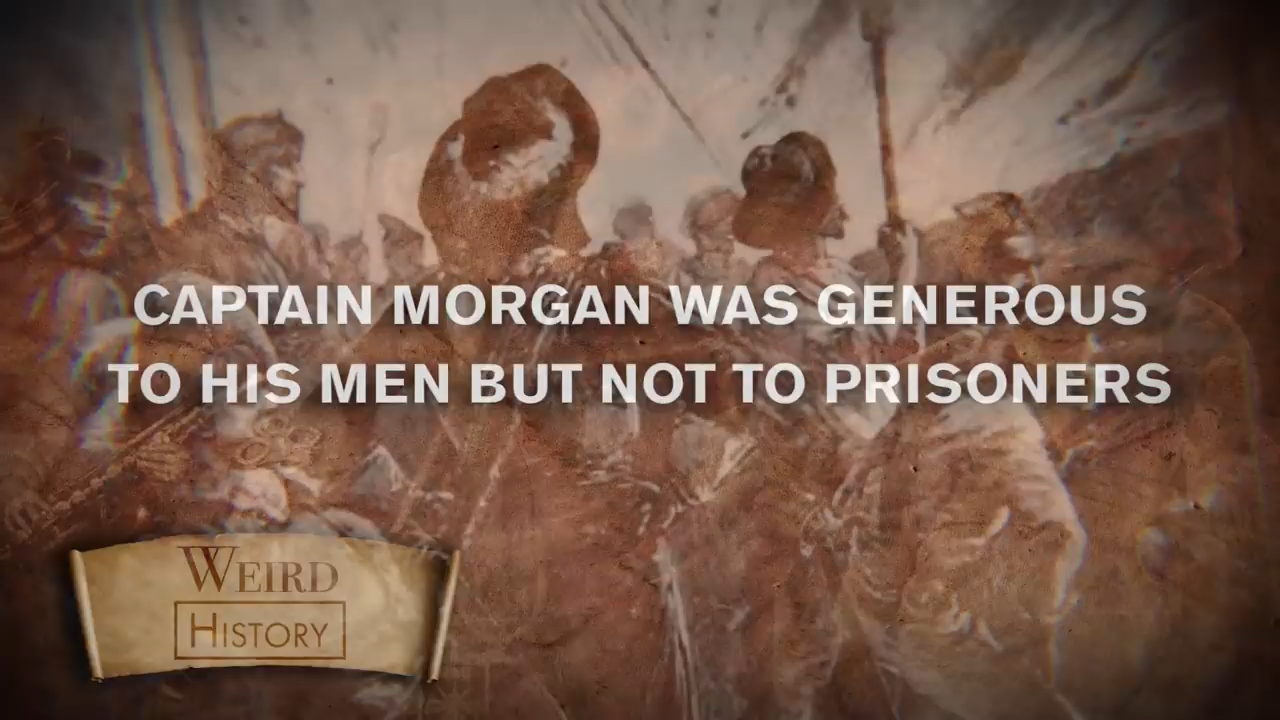 CAPTAIN MORGAN WAS GENEROUS
TO HIS MEN BUT NOT TO PRISONERS
WEIRD
HISTORY